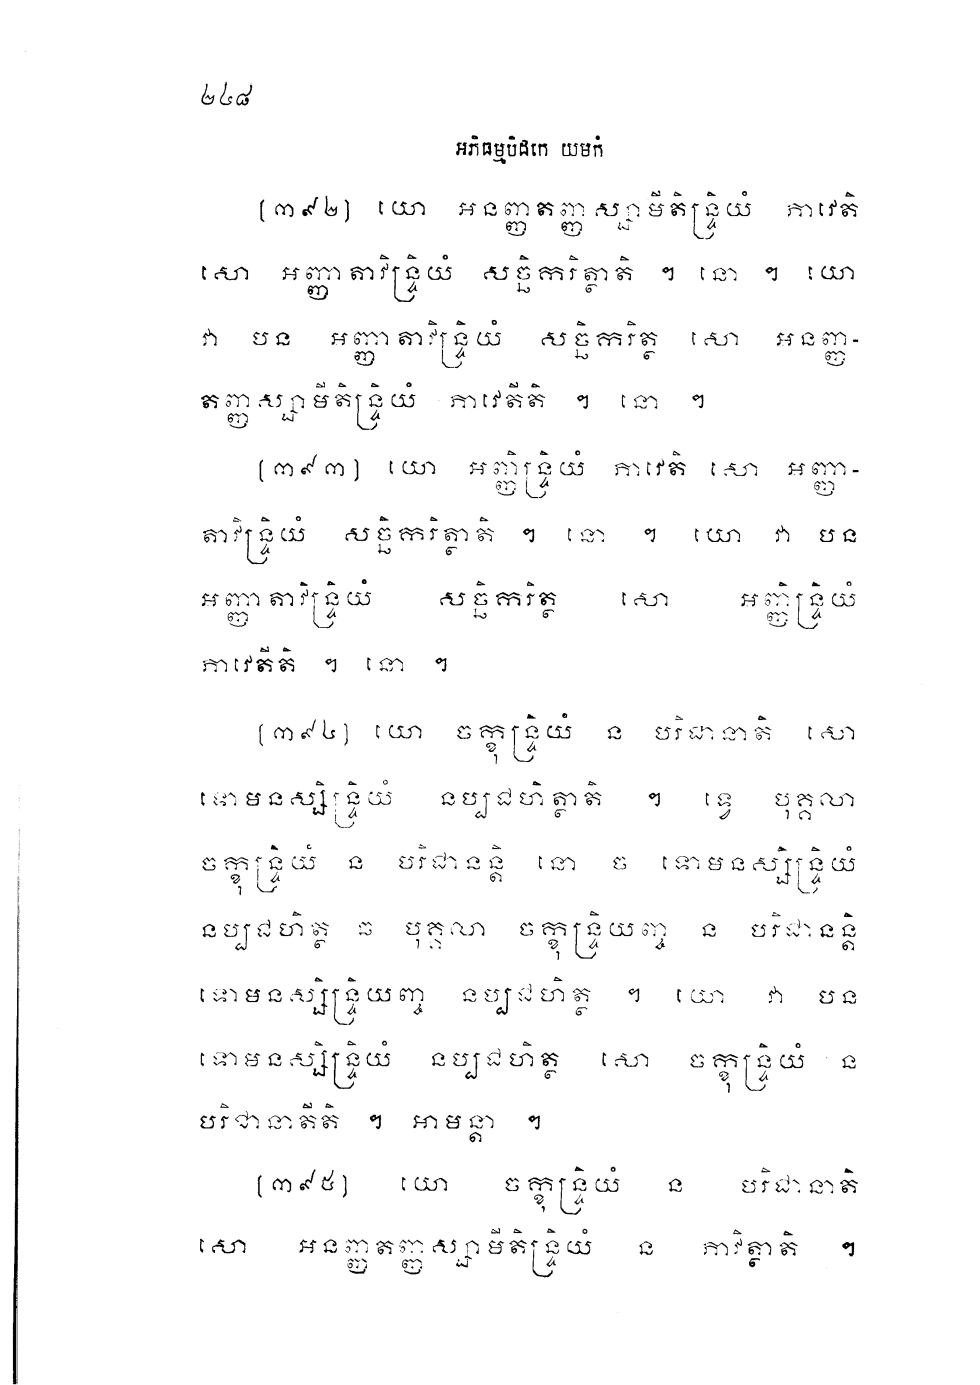 ២៤៨
អភិធម្មបិដកេ យមកំ
(៣៩២) យោ អនញ្ញតញ្ញស្សាមីតិន្ទ្រិយំ ភាវេតិ
សោ អញ្ញាតាវិន្ទ្រិយំ សច្ឆិករិត្ថាតិ ។ នោ ។ យោ
វា បន អញ្ញាតាវិន្ទ្រិយំ សច្ឆិករិត្ថ សោ អនញ្ញ-
តញ្ញស្សាមីតិន្ទ្រិយំ ភាវេតីតិ ។ នោ ។
(៣៩៣) យោ អញ្ញិន្ទ្រិយំ ភាវេតិ សោ អញ្ញា-
តាវិន្ទ្រិយំ សច្ឆិករិត្ថាតិ ។ នោ ។ យោ វា បន
អញ្ញាតាវិន្ទ្រិយំ សច្ឆិករិត្ថ សោ អញ្ញិន្ទ្រិយំ
ភាវេតីតិ ។ នោ ។
(៣៩៤) យោ ចក្ខុន្ទ្រិយំ ន បរិជានាតិ សោ
ទោមនស្សិន្ទ្រិយំ នប្បជហិត្ថាតិ ។ ទ្វេ បុគ្គលា
ចក្ខុន្ទ្រិយំ ន បរិជានន្តិ នោ ច ទោមនស្សិន្ទ្រិយំ
នប្បជហិត្ថ ឆ បុគ្គលា ចក្ខុន្ទ្រិយញ្ច ន បរិជានន្តិ
ទោមនស្សិន្ទ្រិយញ្ច នប្បជហិត្ថ ។ យោ វា បន
ទោមនស្សិន្ទ្រិយំ នប្បជហិត្ថ សោ ចក្ខុន្ទ្រិយំ ន
បរិជានាតីតិ ។ អាមន្តា ។
(៣៩៥) យោ ចក្ខុន្ទ្រិយំ ន បរិជានាតិ
សោ អនញ្ញតញ្ញស្សាមីតិន្ទ្រិយំ ន ភាវិត្ថាតិ ។